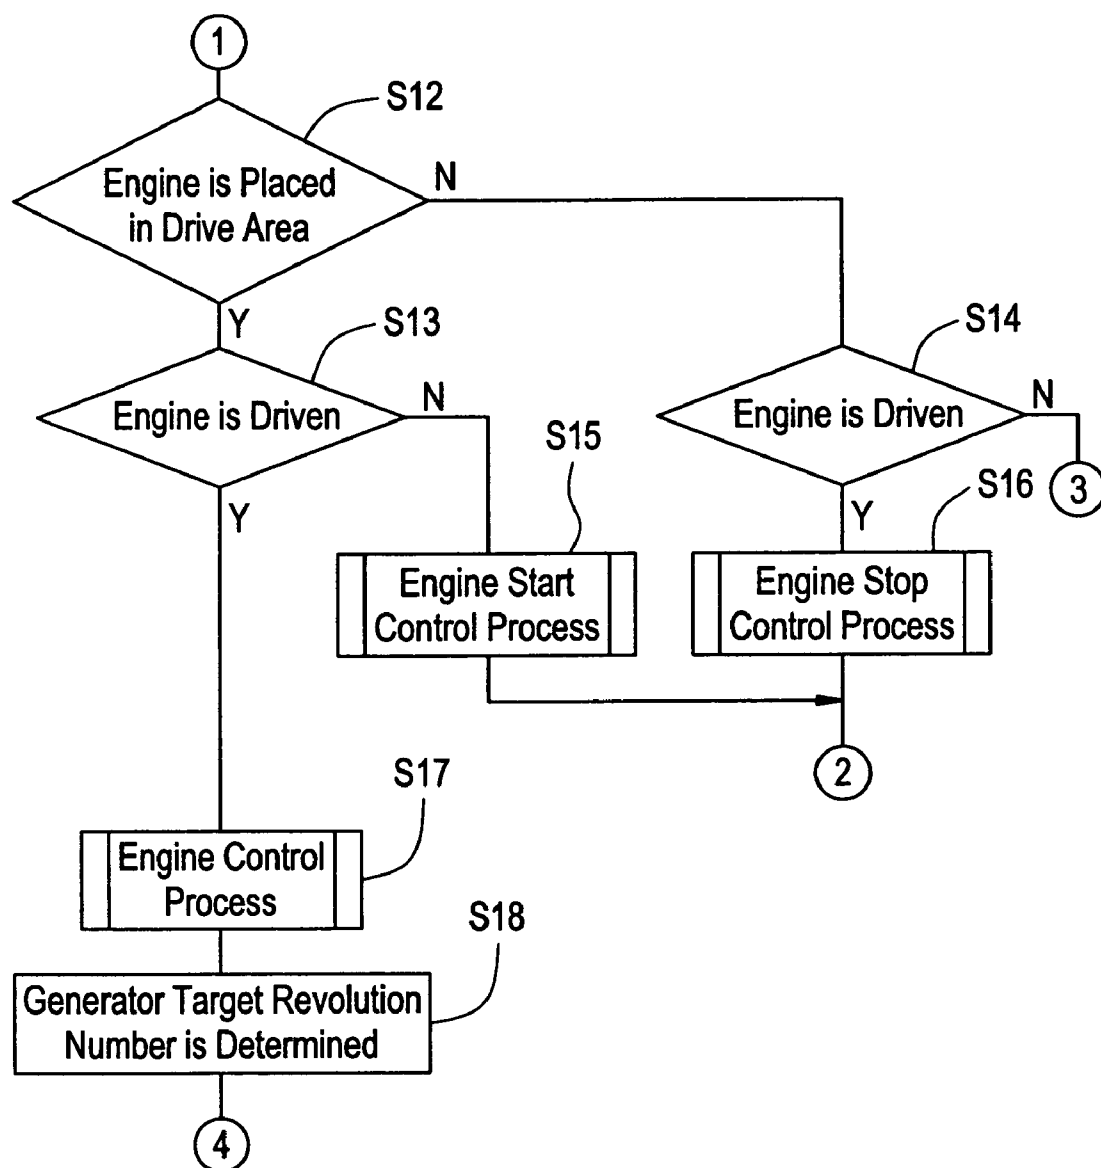 1
S12
Engine is Placed
in Drive Area
N
Y
S13
S14
Engine is Driven
N
Engine is Driven
N
Y
S15
S16
3
Y
Engine Start
Control Process
Engine Stop
Control Process
2
S17
Engine Control
Process
S18
Generator Target Revolution
Number is Determined
4